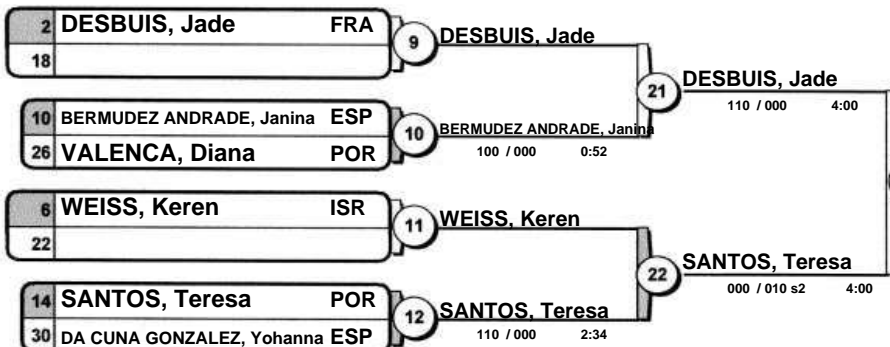 2 DESBUIS, Jade FRA
18
9
DESBUIS, Jade
10 BERMUDEZ ANDRADE, Janina ESP
26 VALENCA, Diana POR
10
BERMUDEZ ANDRADE, Janina
100 / 000 0:52
21
DESBUIS, Jade
110 / 000 4:00
6 WEISS, Keren ISR
22
11
WEISS, Keren
14 SANTOS, Teresa POR
30 DA CUNA GONZALEZ, Yohanna ESP
12
SANTOS, Teresa
110 / 000 2:34
22
SANTOS, Teresa
000 / 010 s2 4:00